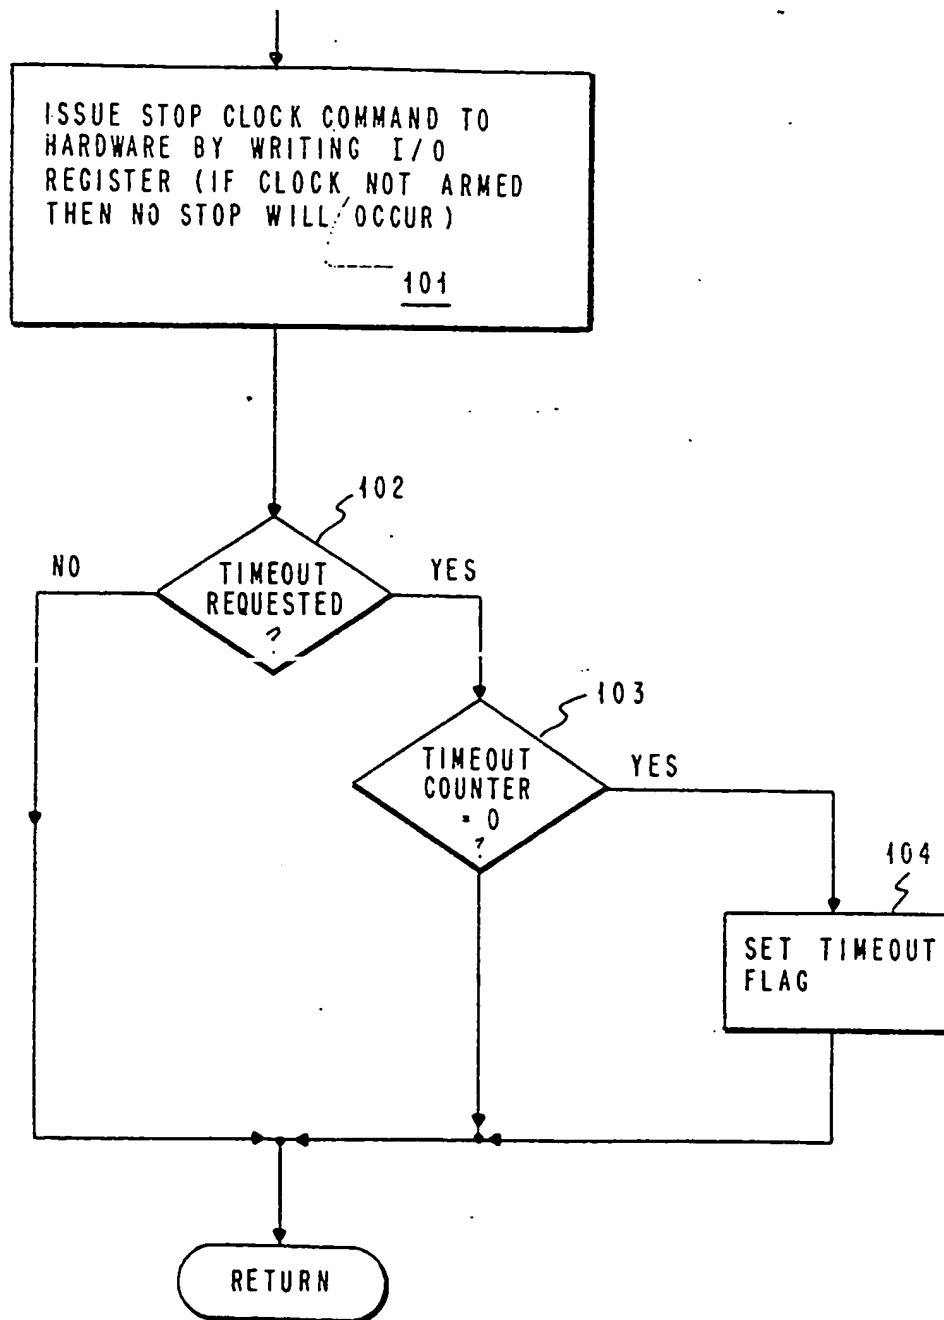 ISSUE STOP CLOCK COMMAND TO
HARDWARE BY WRITING I/O
REGISTER (IF CLOCK NOT ARMED
THEN NO STOP WILL OCCUR)
101
102
NO
YES
TIMEOUT
REQUESTED
?
103
TIMEOUT
COUNTER
= 0
?
YES
104
SET TIMEOUT
FLAG
RETURN